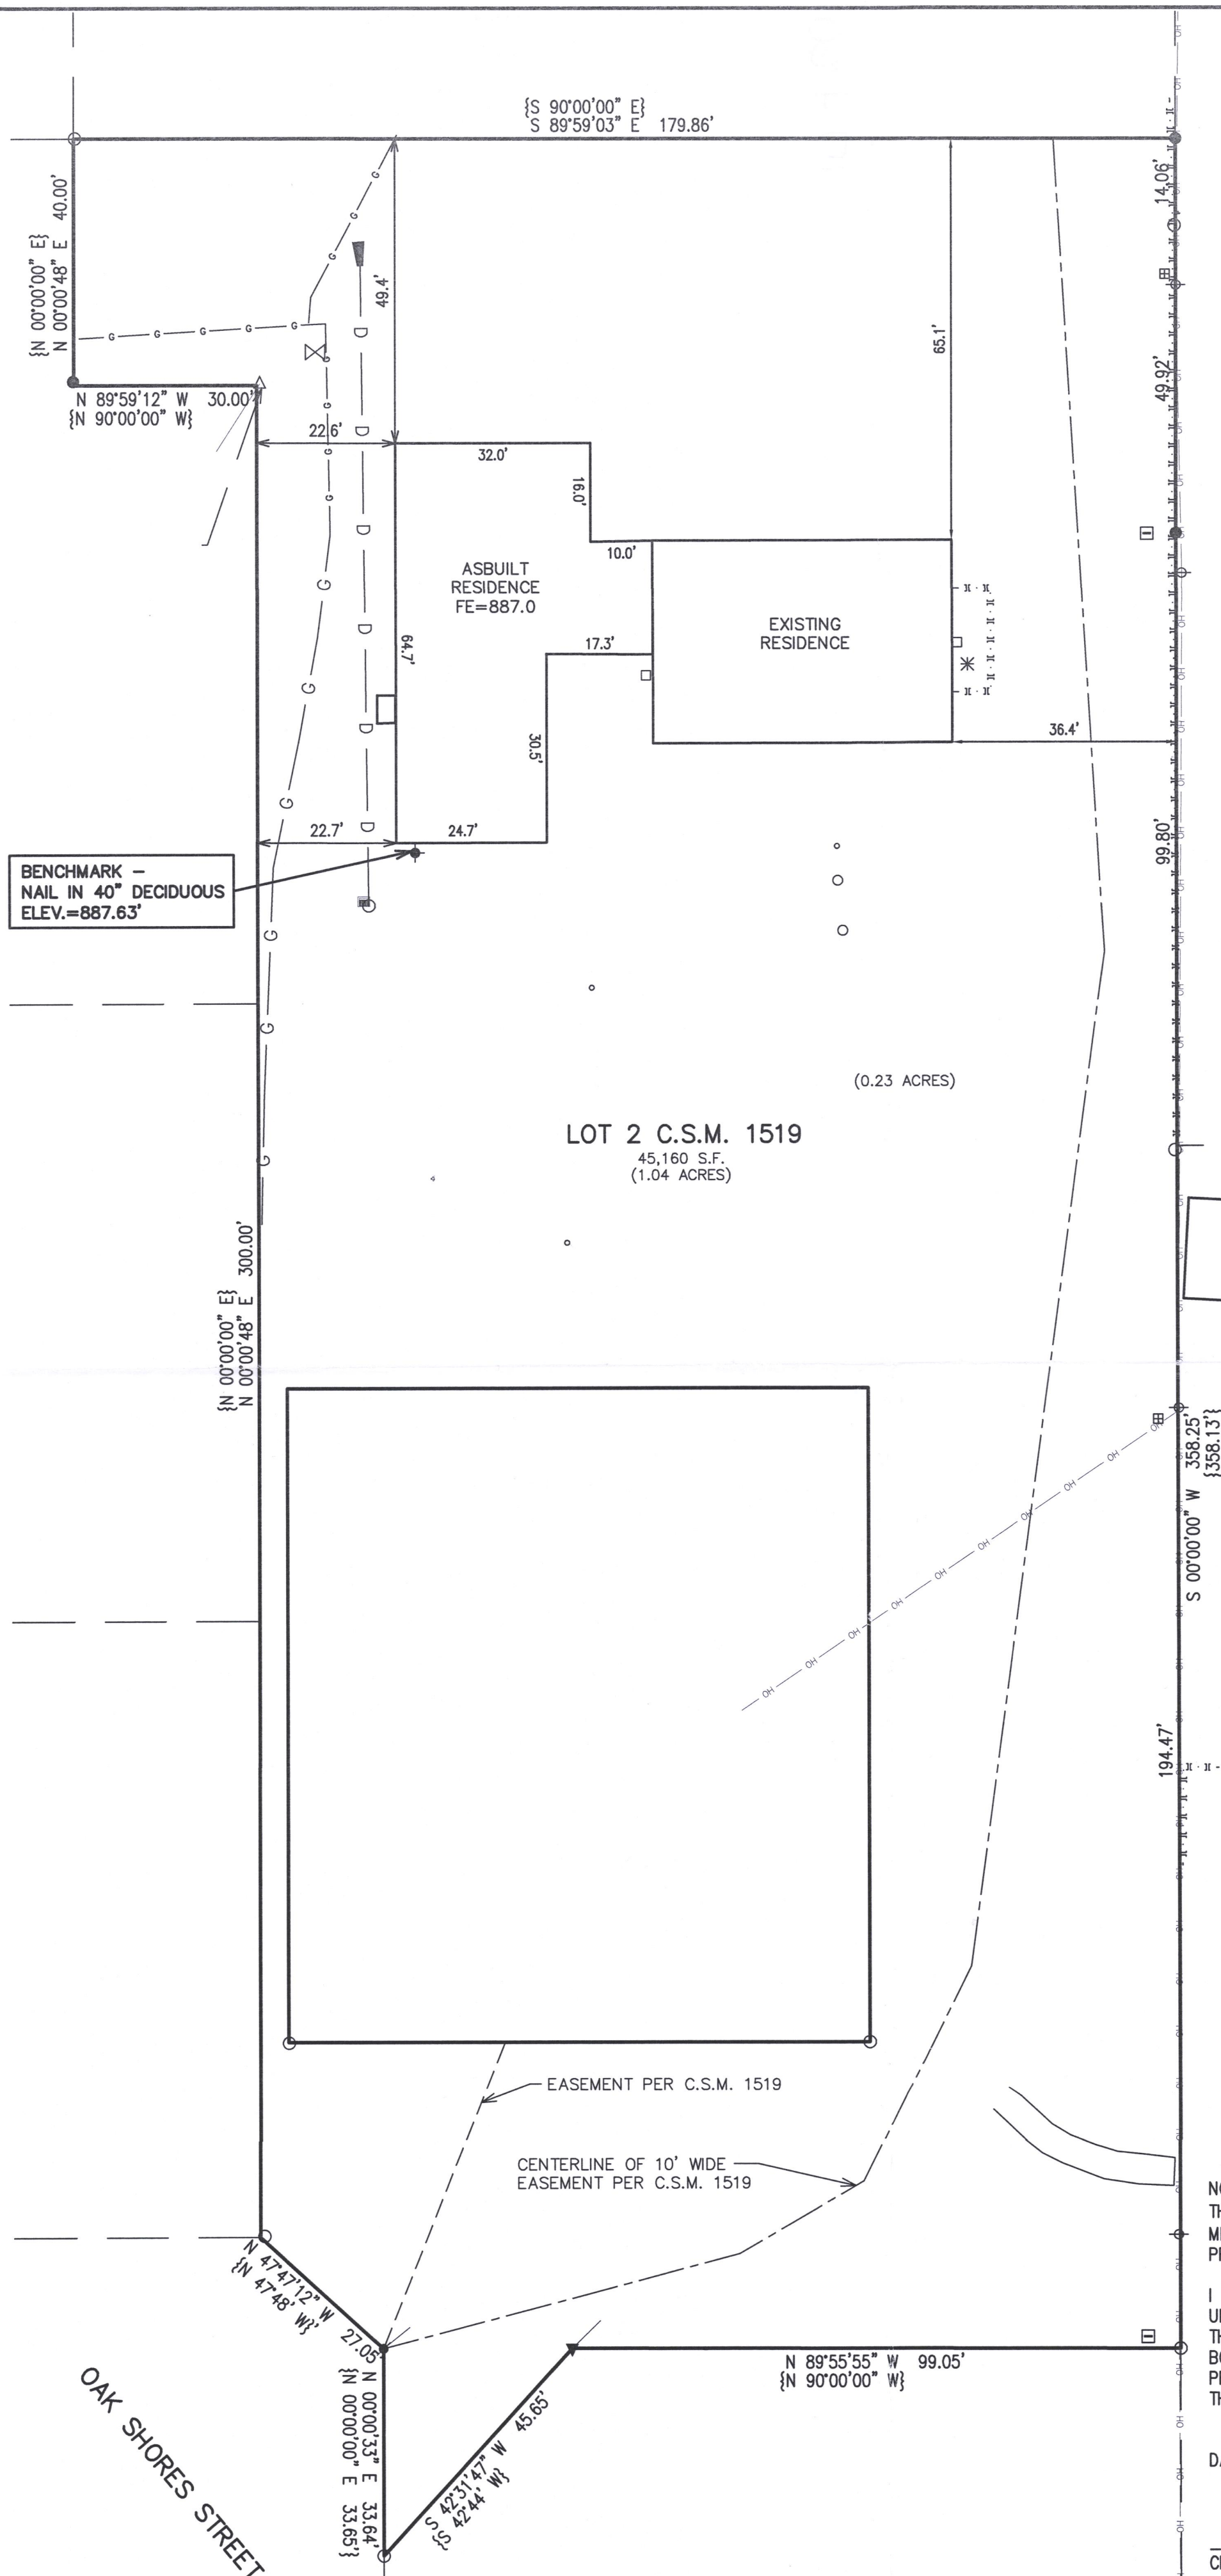 {S 90°00'00" E}
S 89°59'03" E 179.86'
{N 00°00'00" E}
N 00°00'48" E 40.00'
14.06'
49.4'
65.1'
49.92'
N 89°59'12" W 30.00'
{N 90°00'00" W}
22.6'
32.0'
16.0'
10.0'
ASBUILT
RESIDENCE
FE=887.0
EXISTING
RESIDENCE
64.7'
17.3'
30.5'
36.4'
22.7'
24.7'
99.80'
BENCHMARK -
NAIL IN 40" DECIDUOUS
ELEV.=887.63'
(0.23 ACRES)
LOT 2 C.S.M. 1519
45,160 S.F.
(1.04 ACRES)
{N 00°00'00" E}
N 00°00'48" E 300.00'
S 00°00'00" W 358.25'
{358.13'}
194.47'
EASEMENT PER C.S.M. 1519
CENTERLINE OF 10' WIDE
EASEMENT PER C.S.M. 1519
N 47°47'12" W 27.05'
{N 47°48' W}
N 89°55'55" W 99.05'
{N 90°00'00" W}
N 00°00'33" E 33.64'
{N 00°00'00" E 33.65'}
S 42°31'47" W 45.65'
{S 42°44' W}
OAK SHORES STREET